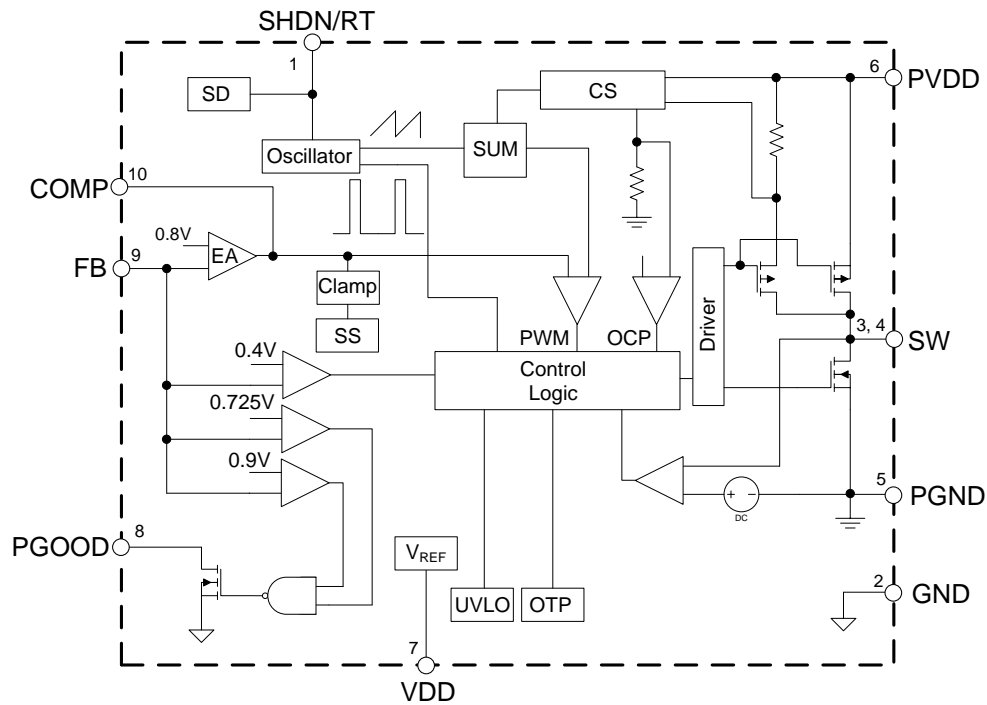 SHDN/RT
1
6
PVDD
SD
CS
Oscillator
SUM
10
COMP
0.8V
EA
9
FB
Clamp
SS
Driver
3, 4
SW
PWM
OCP
0.4V
Control
Logic
0.725V
0.9V
+ −
DC
5
PGND
8
PGOOD
VREF
UVLO
OTP
2
GND
7
VDD